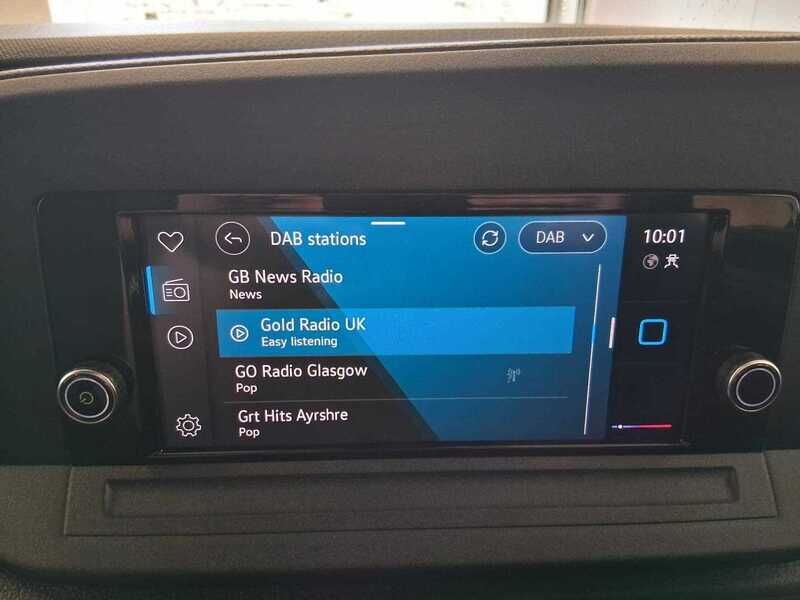 DAB stations
DAB
10:01
GB News Radio
News
Gold Radio UK
Easy listening
GO Radio Glasgow
Pop
Grt Hits Ayrshre
Pop